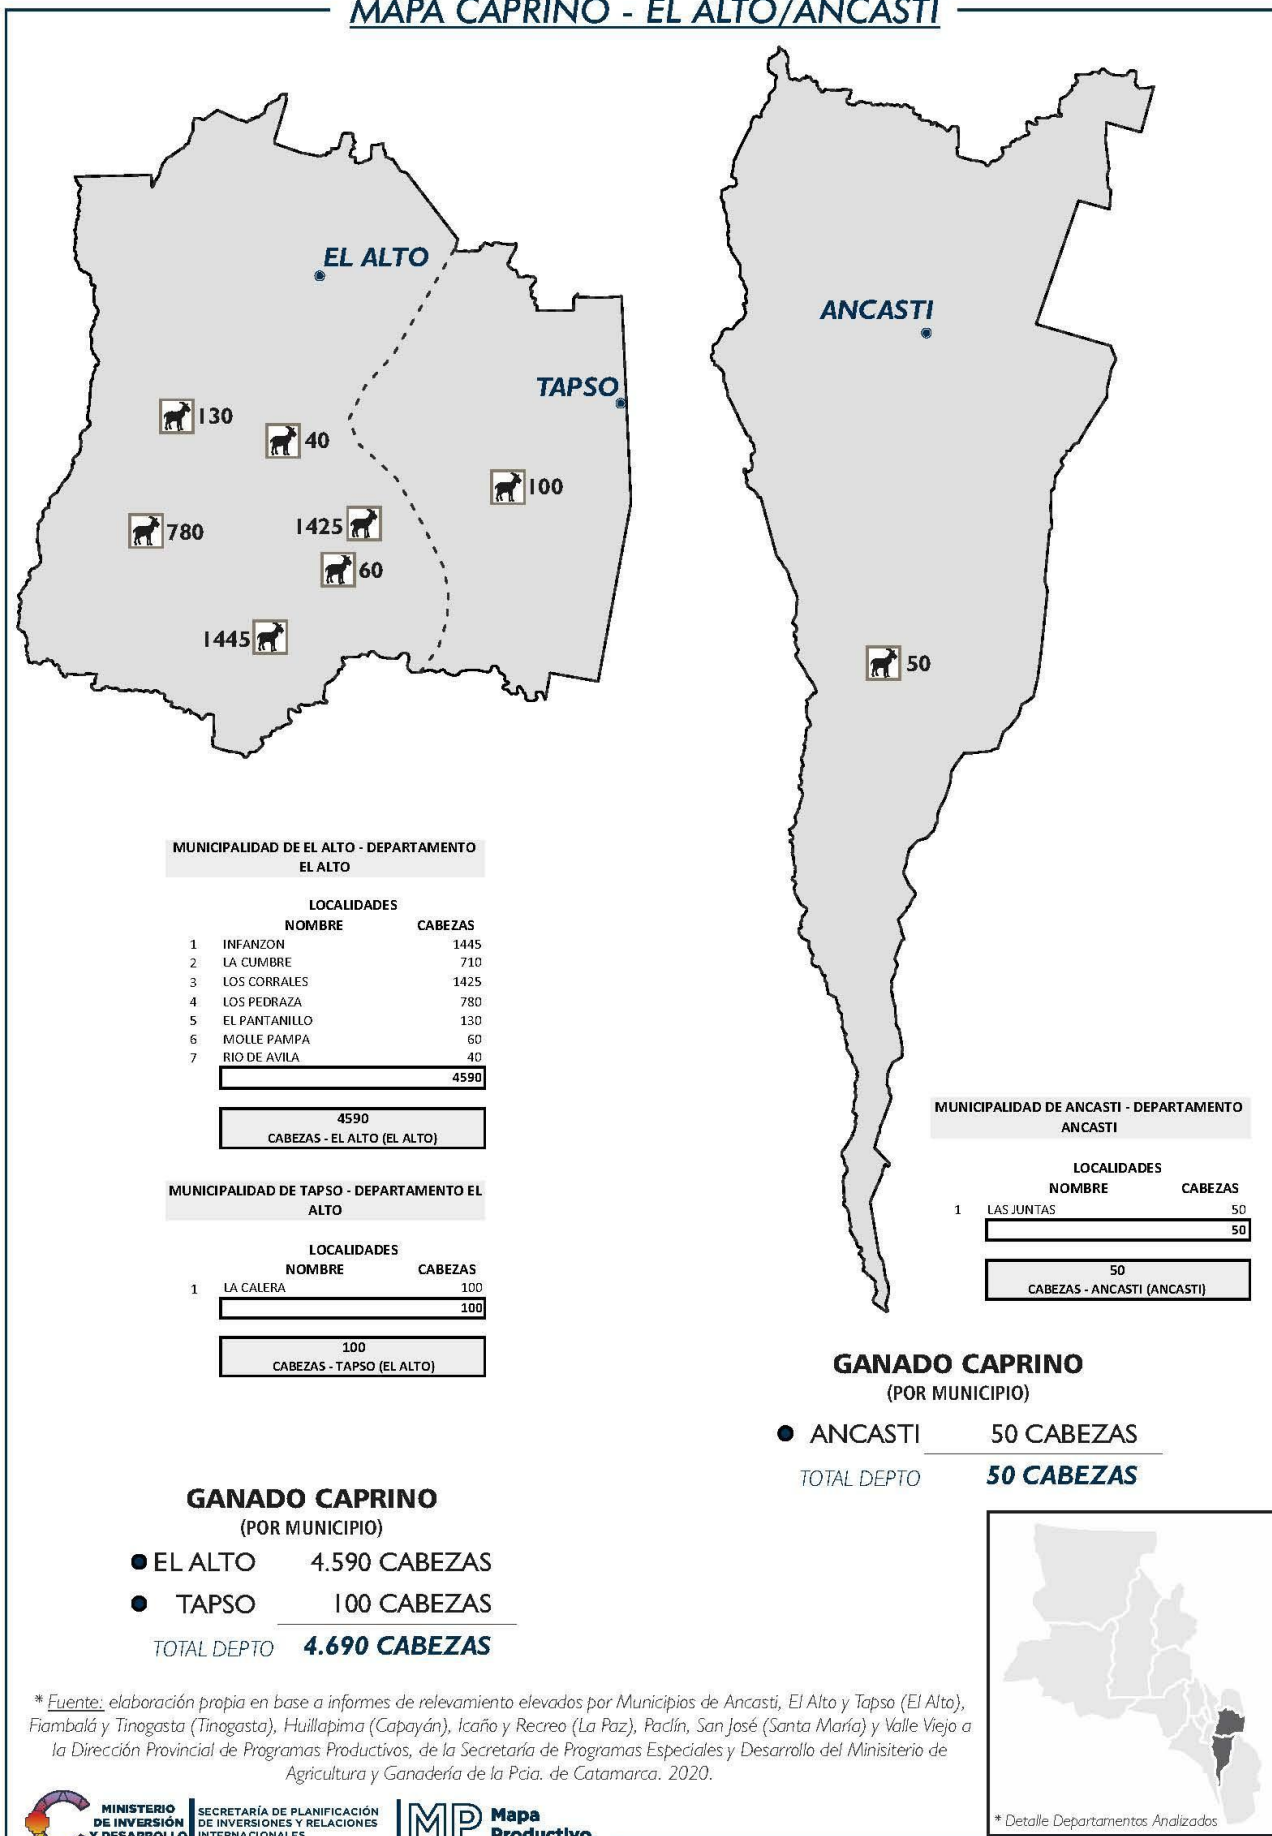 MAPA CAPRINO - EL ALTO/ANCASTI
EL ALTO
TAPSO
130
40
100
780
1425
60
1445
ANCASTI
50
MUNICIPALIDAD DE EL ALTO - DEPARTAMENTO
EL ALTO
LOCALIDADES
NOMBRE CABEZAS
1 INFANZON 1445
2 LA CUMBRE 710
3 LOS CORRALES 1425
4 LOS PEDRAZA 780
5 EL PANTANILLO 130
6 MOLLE PAMPA 60
7 RIO DE AVILA 40
4590
4590
CABEZAS - EL ALTO (EL ALTO)
MUNICIPALIDAD DE TAPSO - DEPARTAMENTO EL
ALTO
LOCALIDADES
NOMBRE CABEZAS
1 LA CALERA 100
100
100
CABEZAS - TAPSO (EL ALTO)
MUNICIPALIDAD DE ANCASTI - DEPARTAMENTO
ANCASTI
LOCALIDADES
NOMBRE CABEZAS
1 LAS JUNTAS 50
50
50
CABEZAS - ANCASTI (ANCASTI)
GANADO CAPRINO
(POR MUNICIPIO)
ANCASTI 50 CABEZAS
TOTAL DEPTO 50 CABEZAS
GANADO CAPRINO
(POR MUNICIPIO)
EL ALTO 4.590 CABEZAS
TAPSO 100 CABEZAS
TOTAL DEPTO 4.690 CABEZAS
* Fuente: elaboración propia en base a informes de relevamiento elevados por Municipios de Ancasti, El Alto y Tapso (El Alto),
Fiambalá y Tinogasta (Tinogasta), Huillapima (Capayán), Icaño y Recreo (La Paz), Paclín, San José (Santa María) y Valle Viejo a
la Dirección Provincial de Programas Productivos, de la Secretaría de Programas Especiales y Desarrollo del Minisiterio de
Agricultura y Ganadería de la Pcia. de Catamarca. 2020.
* Detalle Departamentos Analizados
MINISTERIO
DE INVERSIÓN
Y DESARROLLO
SECRETARÍA DE PLANIFICACIÓN
DE INVERSIONES Y RELACIONES
INTERNACIONALES
MP
Mapa
Productivo